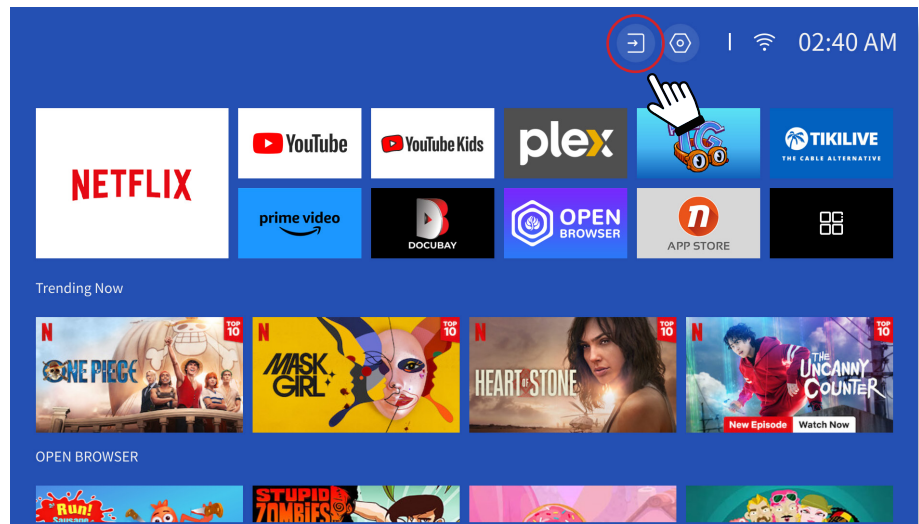 02:40 AM
NETFLIX
YouTube
YouTube Kids
plex
TIKILIVE
THE CABLE ALTERNATIVE
prime video
DOCUBAY
OPEN
BROWSER
APP STORE
Trending Now
N
TOP
10
ONE PIECE
N
TOP
10
MASK
GIRL
N
TOP
10
HEART OF STONE
N
TOP
10
THE
UNCANNY
COUNTER
New Episode
Watch Now
OPEN BROWSER
Run!
Sausage
STUPID
ZOMBIES